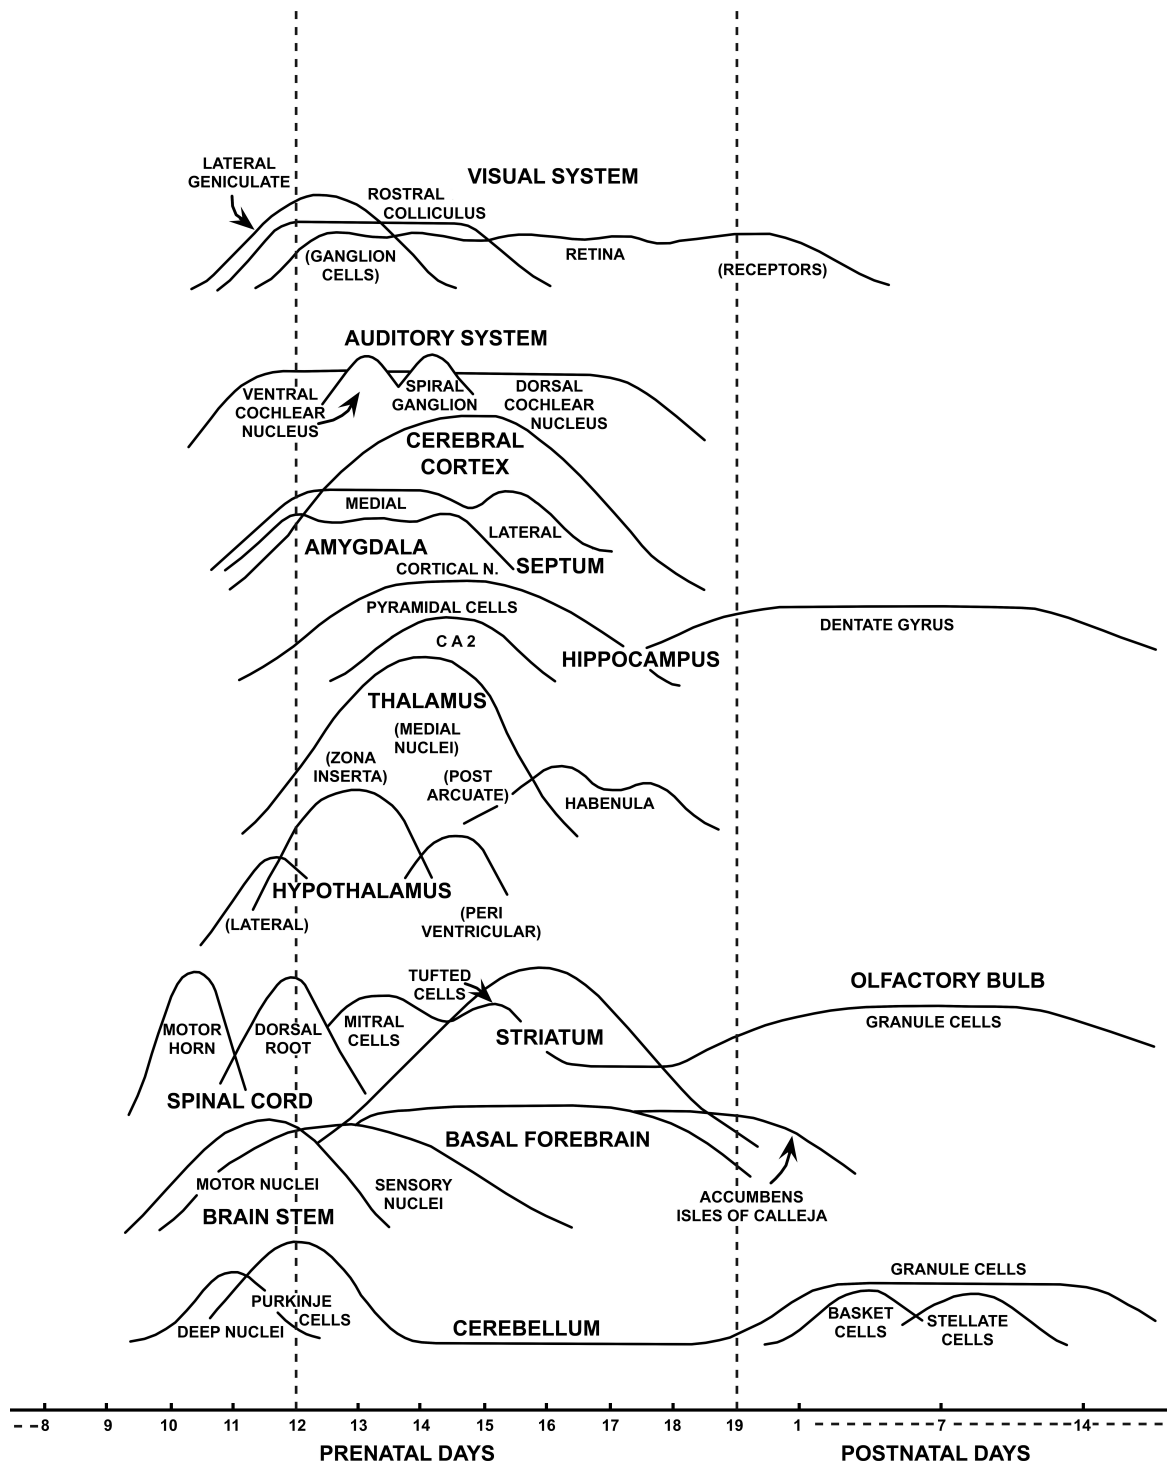 LATERAL
GENICULATE
VISUAL SYSTEM
ROSTRAL
COLLICULUS
(GANGLION
CELLS)
RETINA
(RECEPTORS)
AUDITORY SYSTEM
VENTRAL
COCHLEAR
NUCLEUS
SPIRAL
GANGLION
DORSAL
COCHLEAR
NUCLEUS
CEREBRAL
CORTEX
MEDIAL
LATERAL
AMYGDALA
CORTICAL N.
SEPTUM
PYRAMIDAL CELLS
DENTATE GYRUS
C A 2
HIPPOCAMPUS
THALAMUS
(MEDIAL
NUCLEI)
(ZONA
INSERTA)
(POST
ARCUATE)
HABENULA
HYPOTHALAMUS
(LATERAL)
(PERI
VENTRICULAR)
TUFTED
CELLS
OLFACTORY BULB
GRANULE CELLS
MOTOR
HORN
DORSAL
ROOT
MITRAL
CELLS
STRIATUM
SPINAL CORD
BASAL FOREBRAIN
MOTOR NUCLEI
SENSORY
NUCLEI
ACCUMBENS
ISLES OF CALLEJA
BRAIN STEM
GRANULE CELLS
PURKINJE
CELLS
DEEP NUCLEI
CEREBELLUM
BASKET
CELLS
STELLATE
CELLS
8 9 10 11 12 13 14 15 16 17 18 19 1 7 14
PRENATAL DAYS
POSTNATAL DAYS